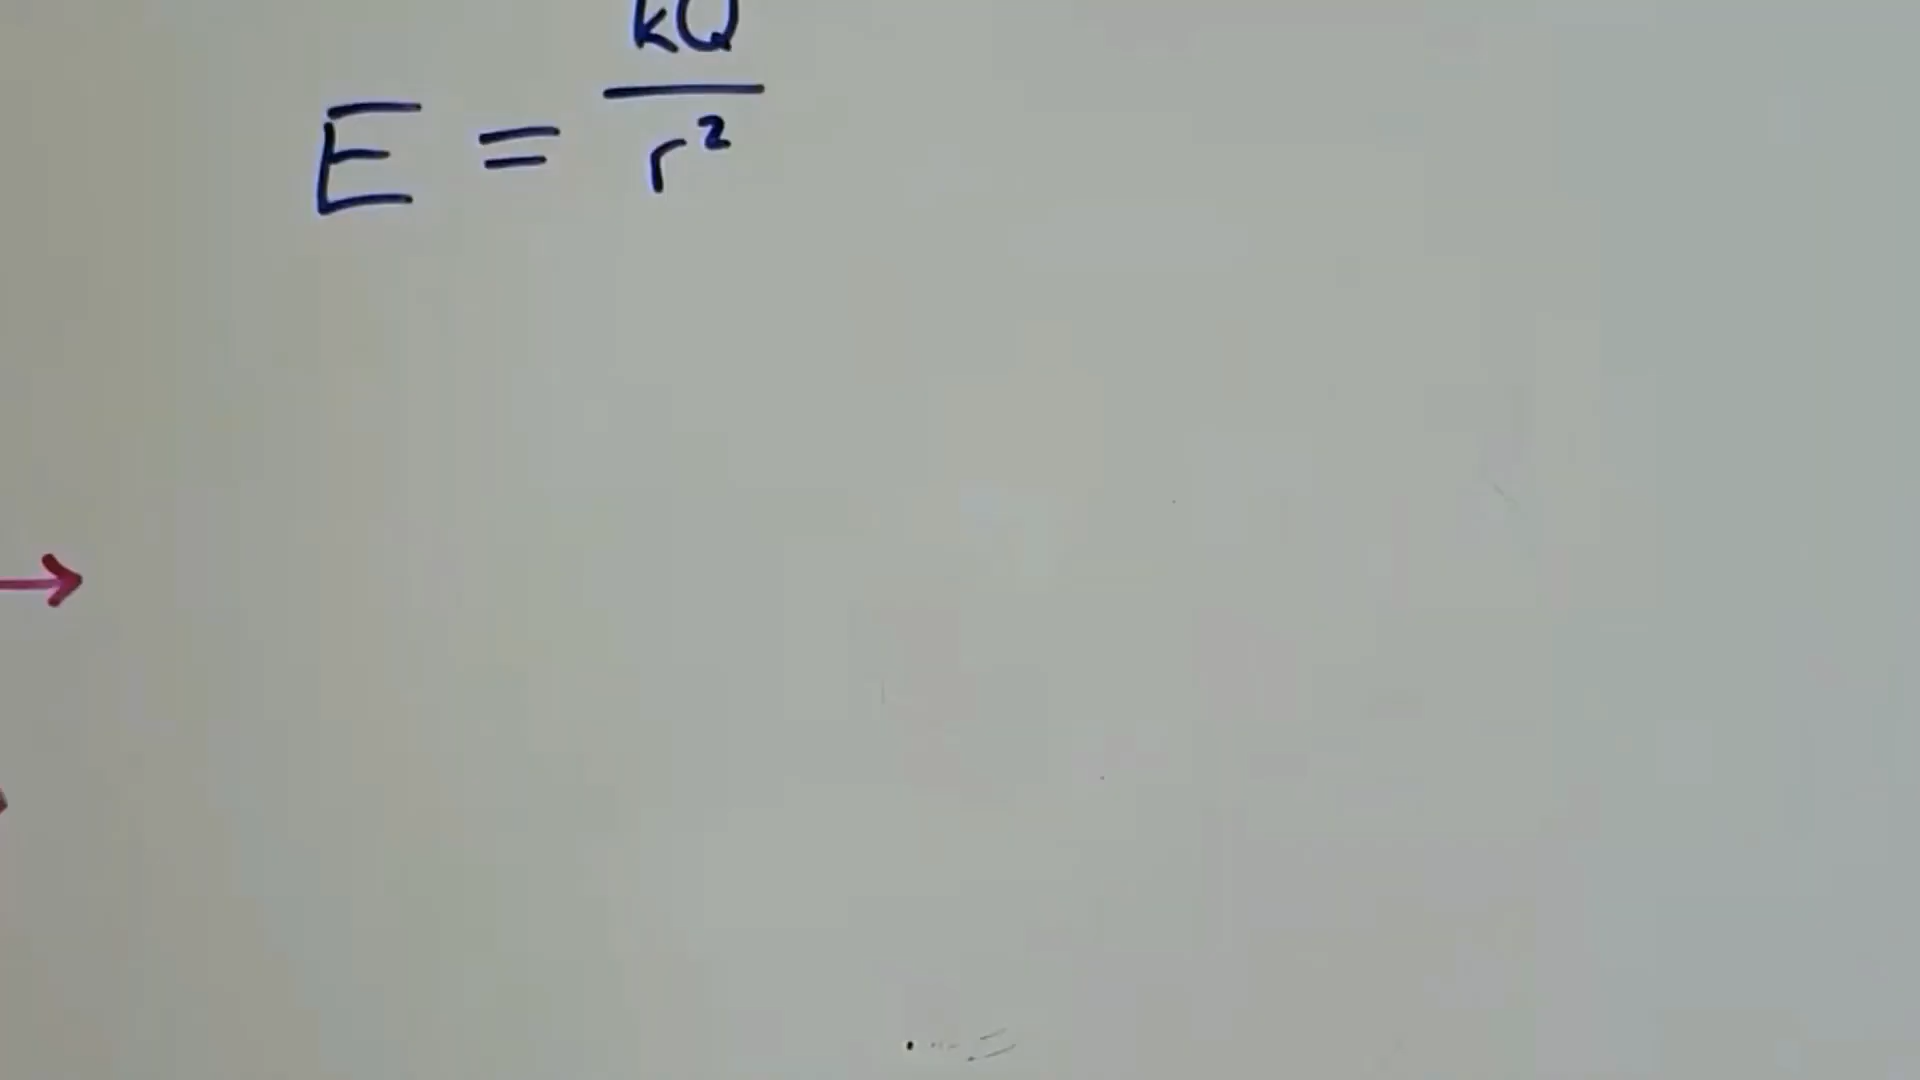 E = kQ / r²